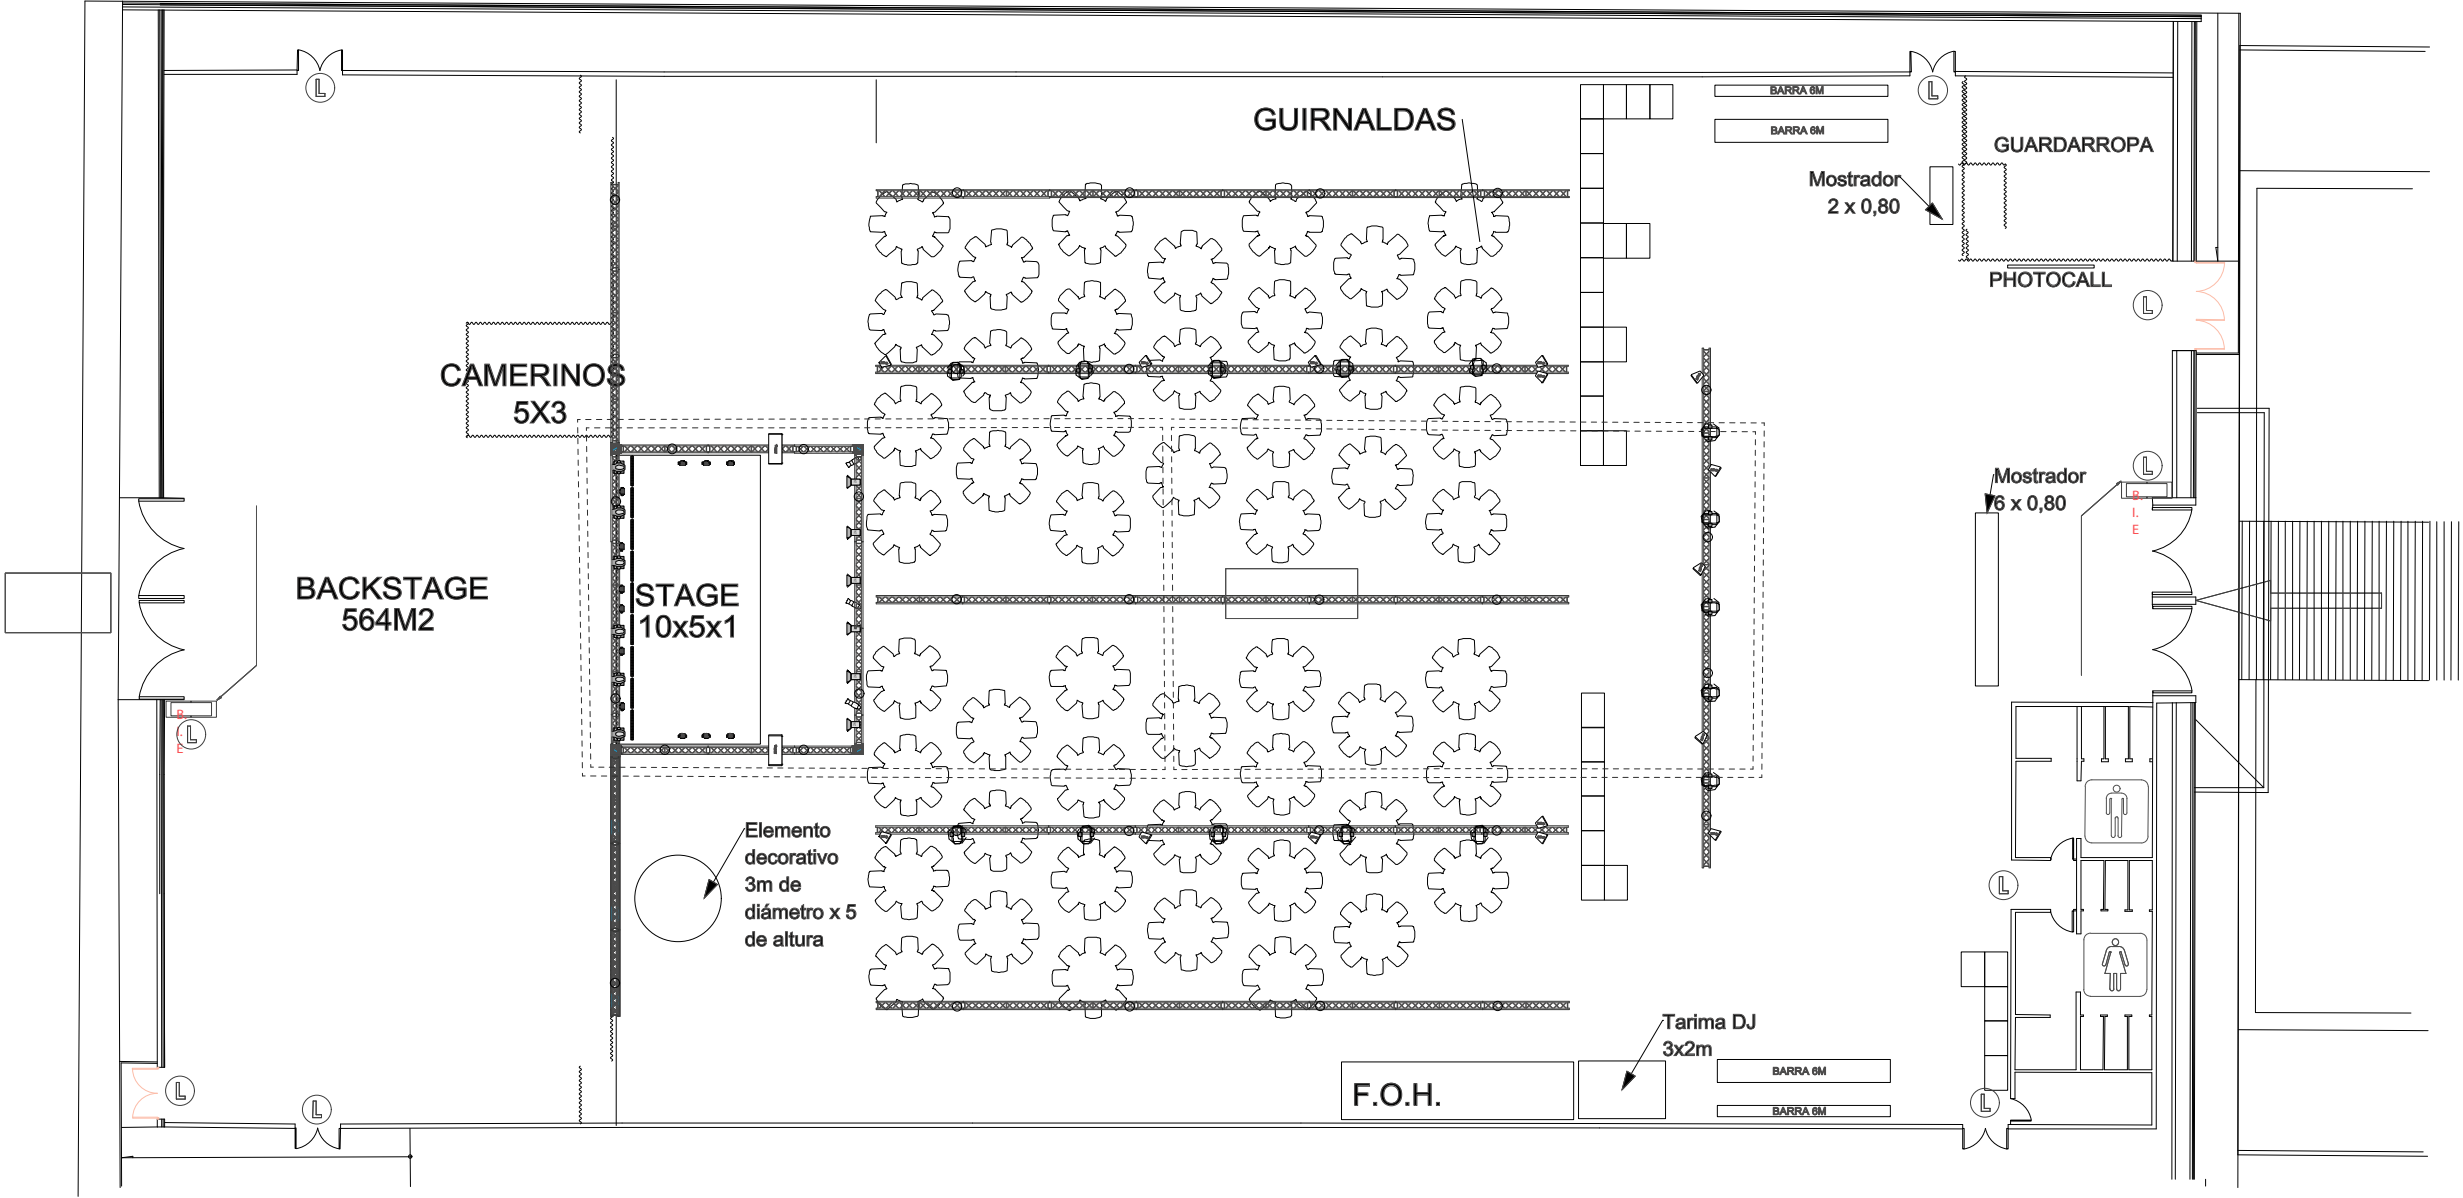 L
L
BARRA 6M
BARRA 6M
GUIRNALDAS
GUARDARROPA
Mostrador
2 x 0,80
PHOTOCALL
L
CAMERINOS
5X3
L
Mostrador
6 x 0,80
B.
I.
E
BACKSTAGE
564M2
STAGE
10x5x1
B.
I.
E
L
Elemento
decorativo
3m de
diámetro x 5
de altura
L
Tarima DJ
3x2m
F.O.H.
BARRA 6M
BARRA 6M
L
L
L